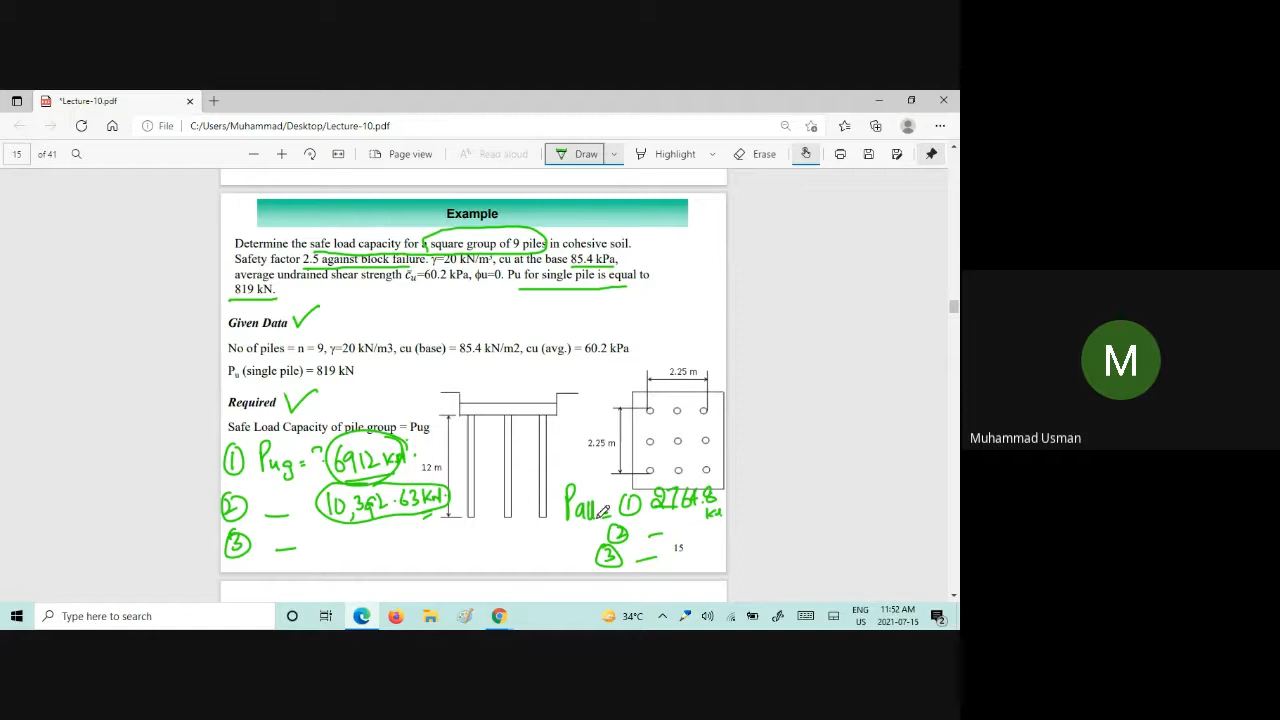 *Lecture-10.pdf
File C:/Users/Muhammad/Desktop/Lecture-10.pdf
15 of 41 Page view Read aloud Draw Highlight Erase
Example
Determine the safe load capacity for a square group of 9 piles in cohesive soil.
Safety factor 2.5 against block failure. γ=20 kN/m³, cu at the base 85.4 kPa,
average undrained shear strength c̄u=60.2 kPa, ϕu=0. Pu for single pile is equal to
819 kN.
Given Data
No of piles = n = 9, γ=20 kN/m3, cu (base) = 85.4 kN/m2, cu (avg.) = 60.2 kPa
Pu (single pile) = 819 kN
Required
Safe Load Capacity of pile group = Pug
① Pug = ? 6912 kN.
② — 10,392.63 kN.
③ —
12 m
2.25 m
2.25 m
Pall = ① 2764.8
kN
② —
③ —
15
Type here to search
34°C ENG 11:52 AM
US 2021-07-15
2
M
Muhammad Usman